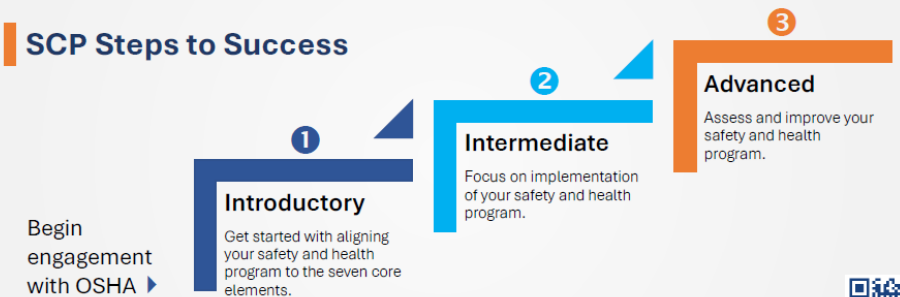 SCP Steps to Success
Begin
engagement
with OSHA
1
Introductory
Get started with aligning
your safety and health
program to the seven core
elements.
2
Intermediate
Focus on implementation
of your safety and health
program.
3
Advanced
Assess and improve your
safety and health
program.